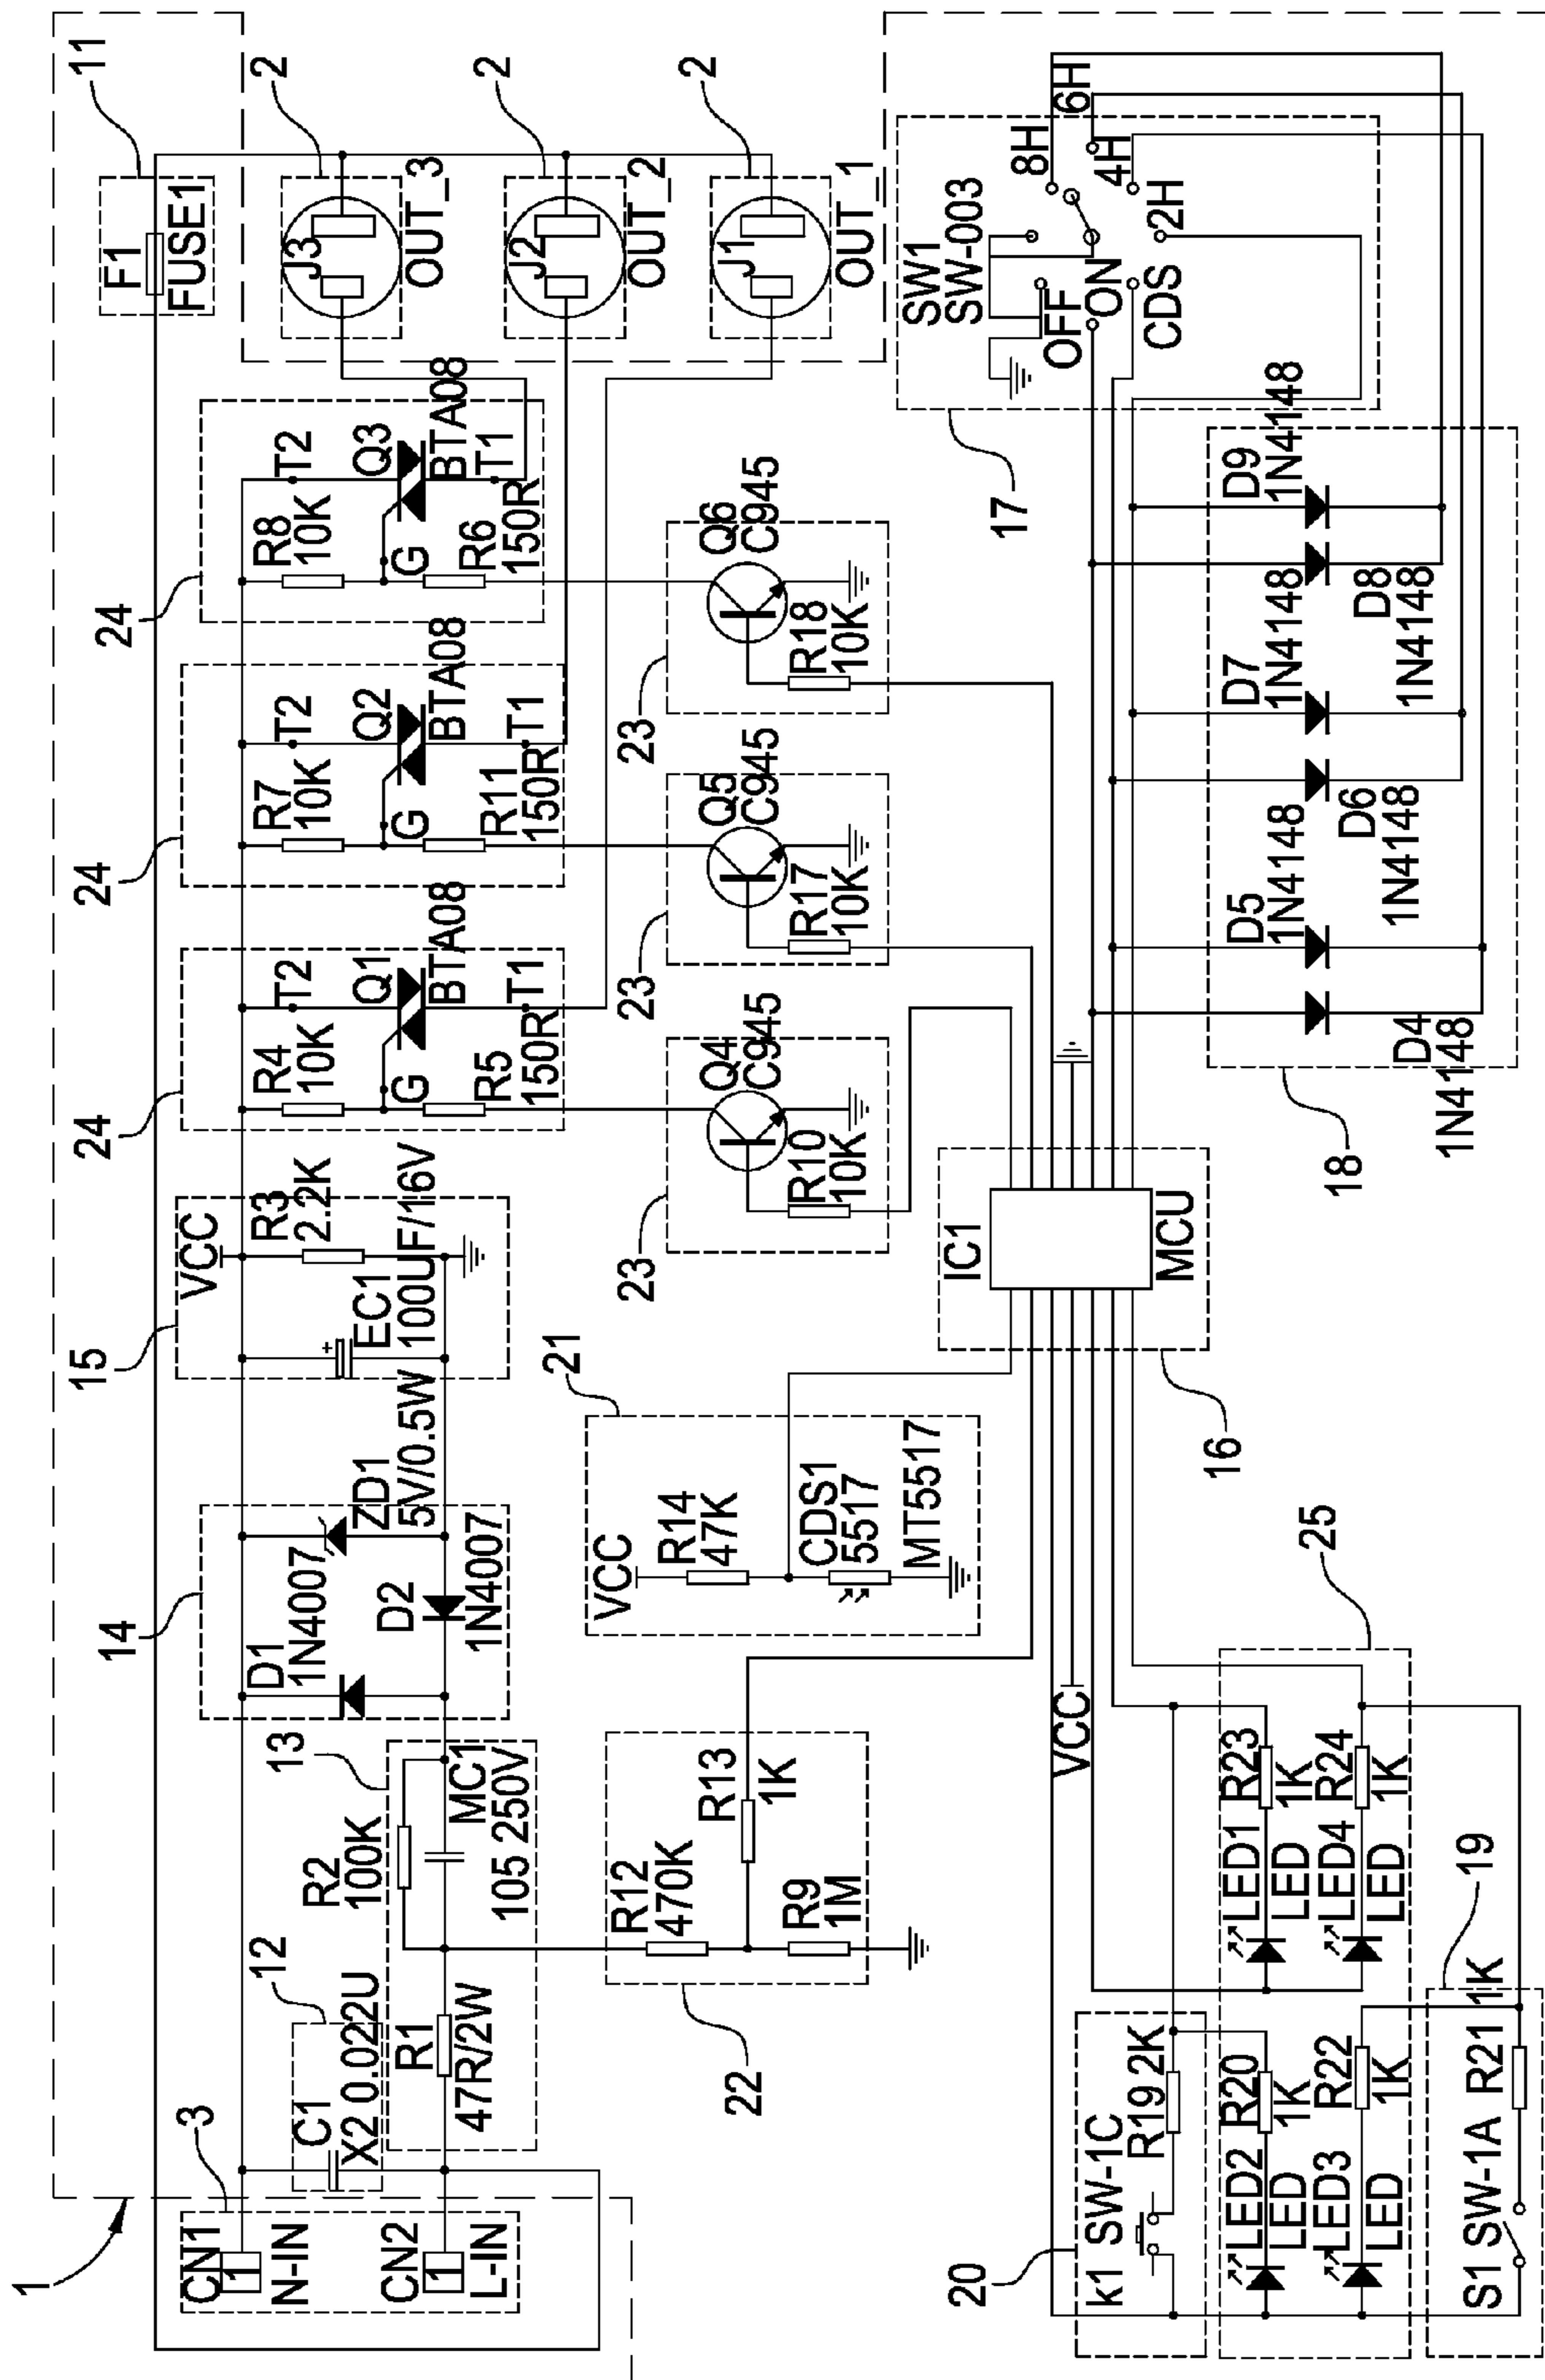 1
3
CN1
1
N-IN
CN2
1
L-IN
12
C1
X2 0.022U
13
R1
47R/2W
R2
100K
MC1
105 250V
14
D1
1N4007
D2
1N4007
ZD1
5V/0.5W
15
VCC
R3
2.2K
EC1
+
100UF/16V
24
R4
10K
T2
Q1
BTA08
G
R5
150R
T1
24
R7
10K
T2
Q2
BTA08
G
R11
150R
T1
24
R8
10K
T2
Q3
BTA08
G
R6
150R
T1
11
F1
FUSE1
2
J3
OUT_3
2
J2
OUT_2
2
J1
OUT_1
22
R12
470K
R13
1K
R9
1M
21
VCC
R14
47K
CDS1
5517
MT5517
23
Q4
C945
R10
10K
23
Q5
C945
R17
10K
23
Q6
C945
R18
10K
17
SW1
SW-003
8H
6H
4H
2H
OFF
ON
CDS
IC1
MCU
16
VCC
18
D9
1N4148
D8
1N4148
D7
1N4148
D6
1N4148
D5
1N4148
D4
1N4148
20
k1 SW-1C
R19 2K
25
LED2
LED
R20
1K
LED3
LED
R22
1K
LED1
LED
R23
1K
LED4
LED
R24
1K
19
S1 SW-1A
R21 1K